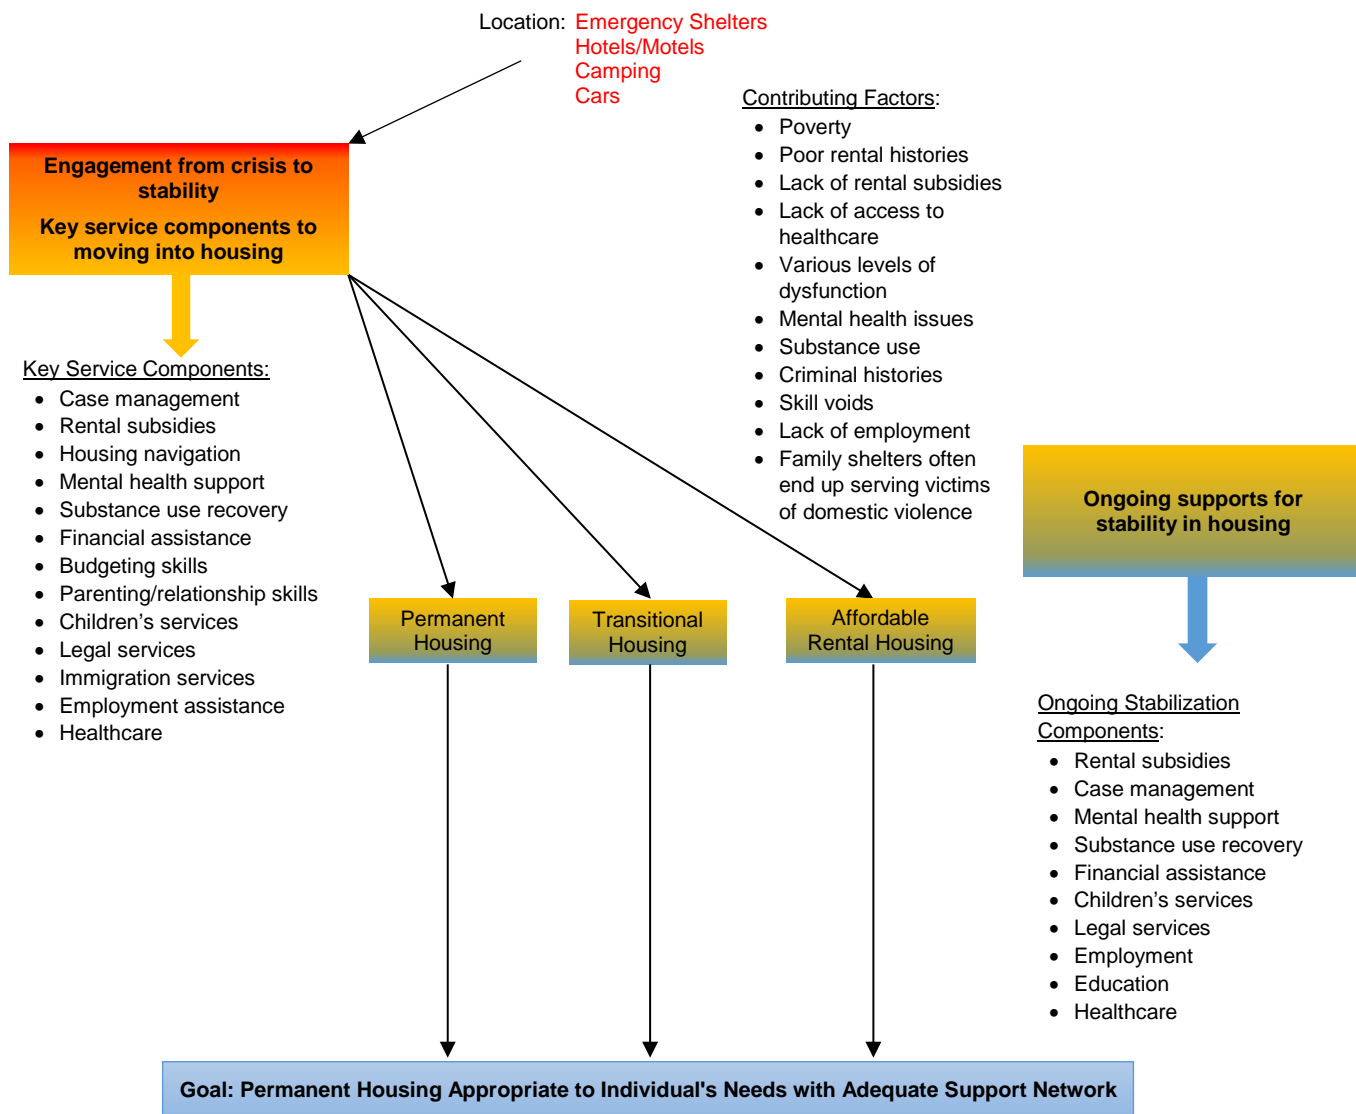 Location: Emergency Shelters
Hotels/Motels
Camping
Cars
Engagement from crisis to
stability
Key service components to
moving into housing
Contributing Factors:
• Poverty
• Poor rental histories
• Lack of rental subsidies
• Lack of access to
healthcare
• Various levels of
dysfunction
• Mental health issues
• Substance use
• Criminal histories
• Skill voids
• Lack of employment
• Family shelters often
end up serving victims
of domestic violence
Key Service Components:
• Case management
• Rental subsidies
• Housing navigation
• Mental health support
• Substance use recovery
• Financial assistance
• Budgeting skills
• Parenting/relationship skills
• Children’s services
• Legal services
• Immigration services
• Employment assistance
• Healthcare
Permanent
Housing
Transitional
Housing
Affordable
Rental Housing
Ongoing supports for
stability in housing
Ongoing Stabilization
Components:
• Rental subsidies
• Case management
• Mental health support
• Substance use recovery
• Financial assistance
• Children’s services
• Legal services
• Employment
• Education
• Healthcare
Goal: Permanent Housing Appropriate to Individual's Needs with Adequate Support Network